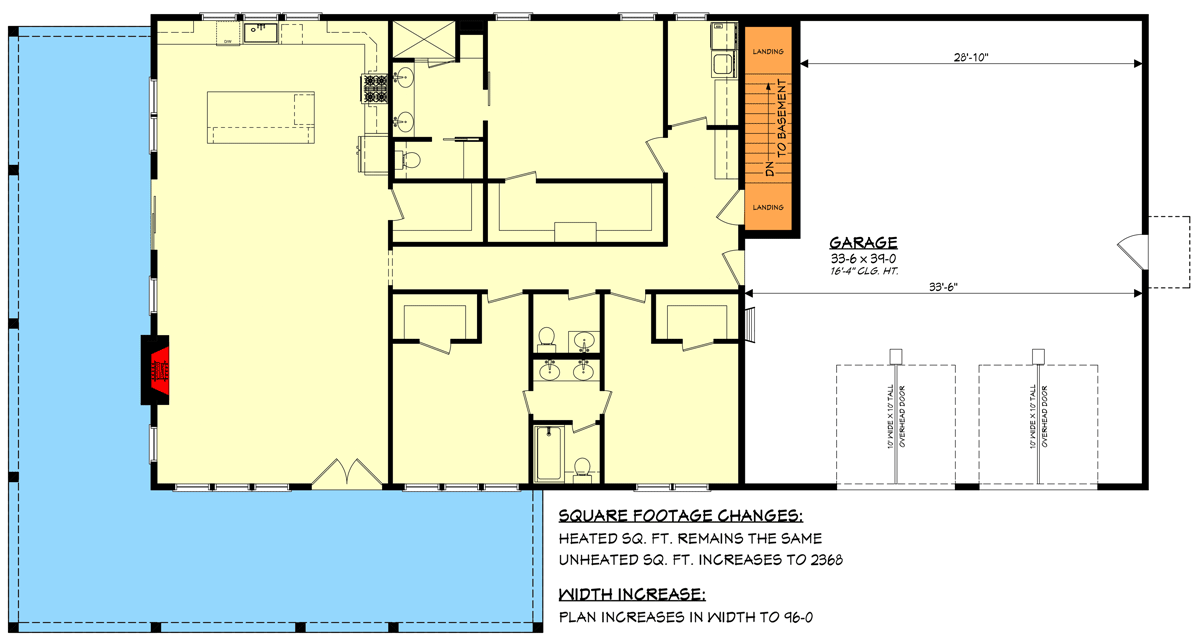 DW
LANDING
28'-10"
DN
TO BASEMENT
LANDING
GARAGE
33-6 x 39-0
16'-4" CLG. HT.
33'-6"
10' WIDE X 10' TALL
OVERHEAD DOOR
10' WIDE X 10' TALL
OVERHEAD DOOR
SQUARE FOOTAGE CHANGES:
HEATED SQ. FT. REMAINS THE SAME
UNHEATED SQ. FT. INCREASES TO 2368
WIDTH INCREASE:
PLAN INCREASES IN WIDTH TO 96-0